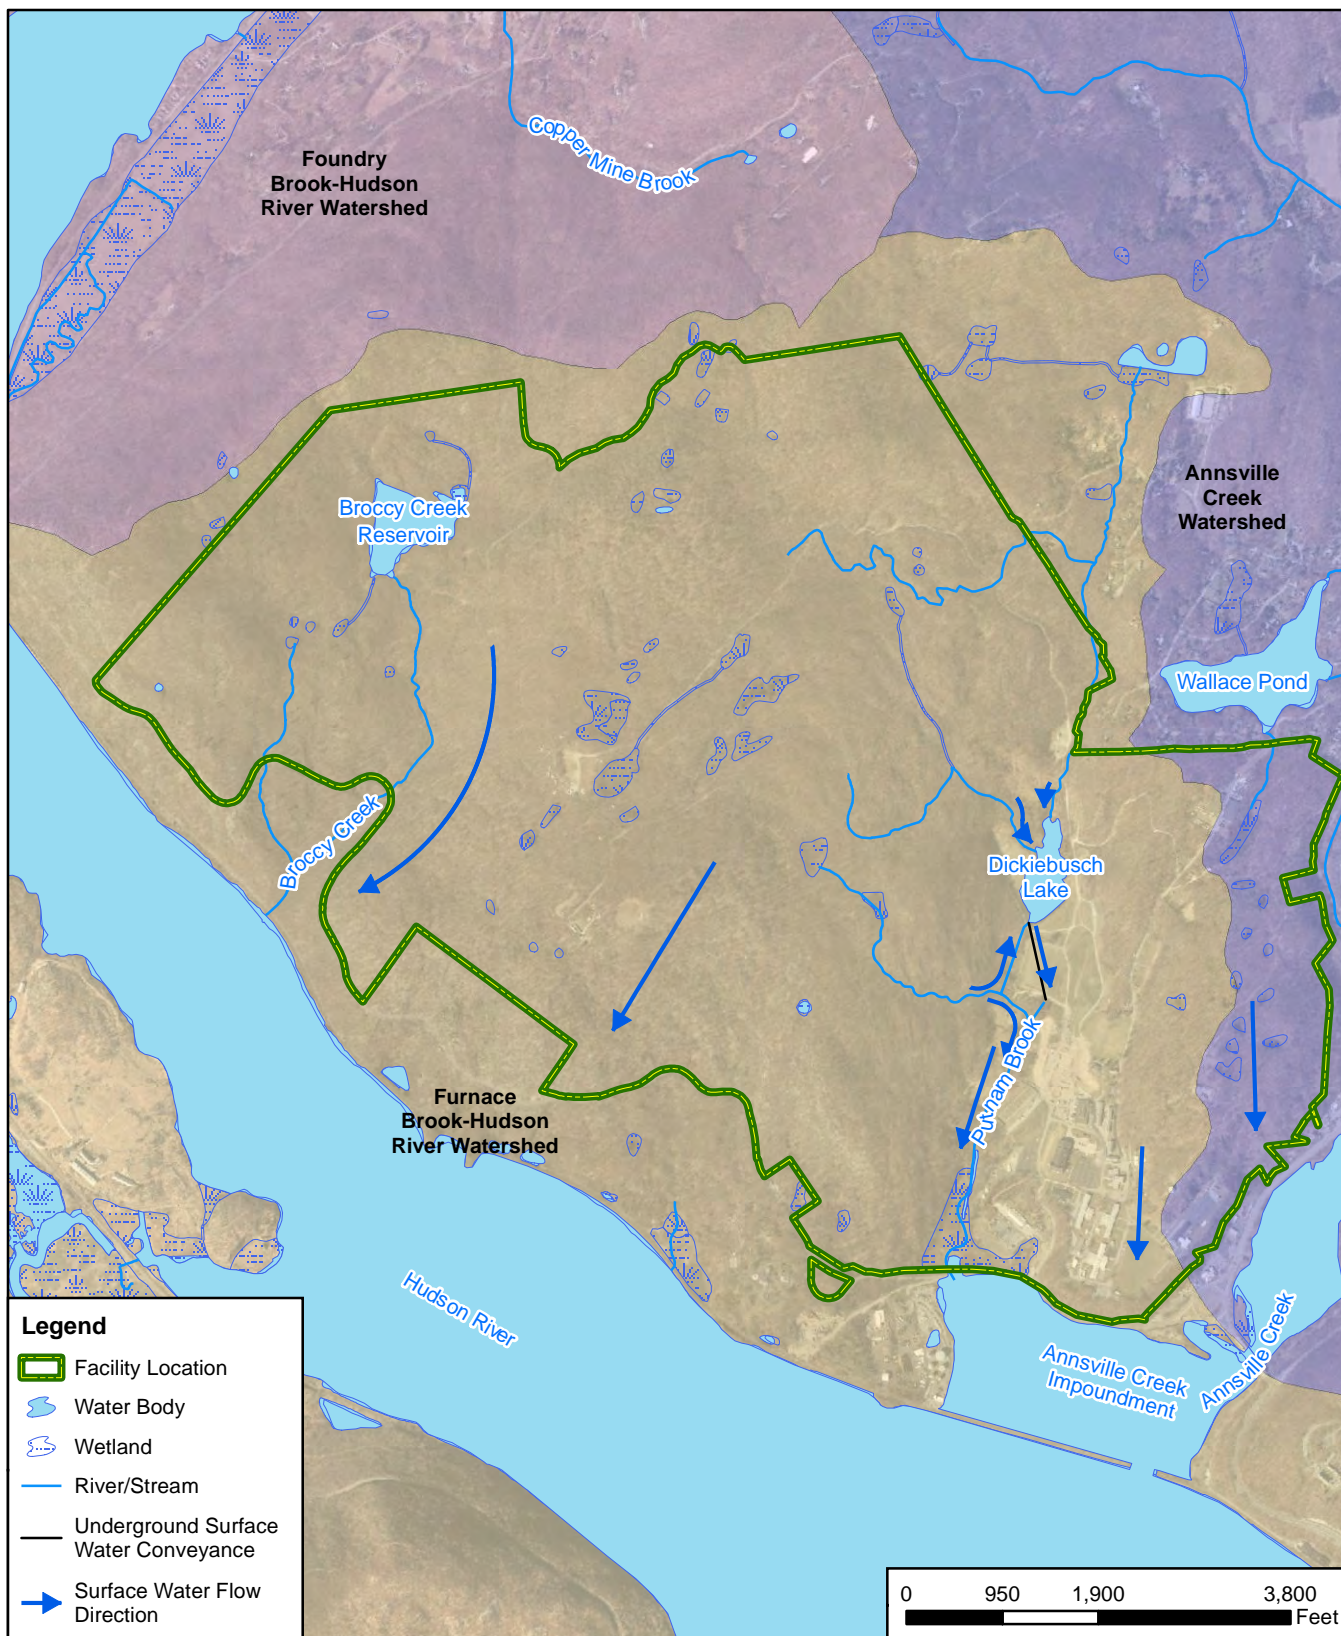 Foundry
Brook-Hudson
River Watershed
Copper Mine Brook
Annsville
Creek
Watershed
Broccy Creek
Reservoir
Wallace Pond
Broccy Creek
Dickiebusch
Lake
Putnam Brook
Furnace
Brook-Hudson
River Watershed
Hudson River
Annsville Creek
Impoundment
Annsville Creek
Legend
Facility Location
Water Body
Wetland
River/Stream
Underground Surface
Water Conveyance
Surface Water Flow
Direction
0 950 1,900 3,800
Feet